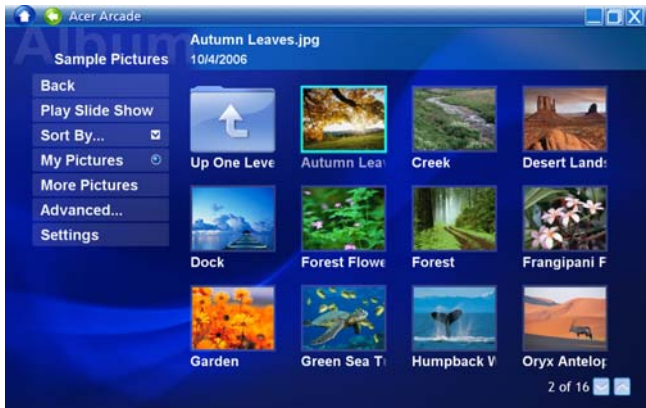 Acer Arcade
Album
Sample Pictures
Autumn Leaves.jpg
10/4/2006
Back
Play Slide Show
Sort By...
My Pictures
More Pictures
Advanced...
Settings
Up One Leve
Autumn Leav
Creek
Desert Lands
Dock
Forest Flowe
Forest
Frangipani F
Garden
Green Sea T
Humpback W
Oryx Antelop
2 of 16